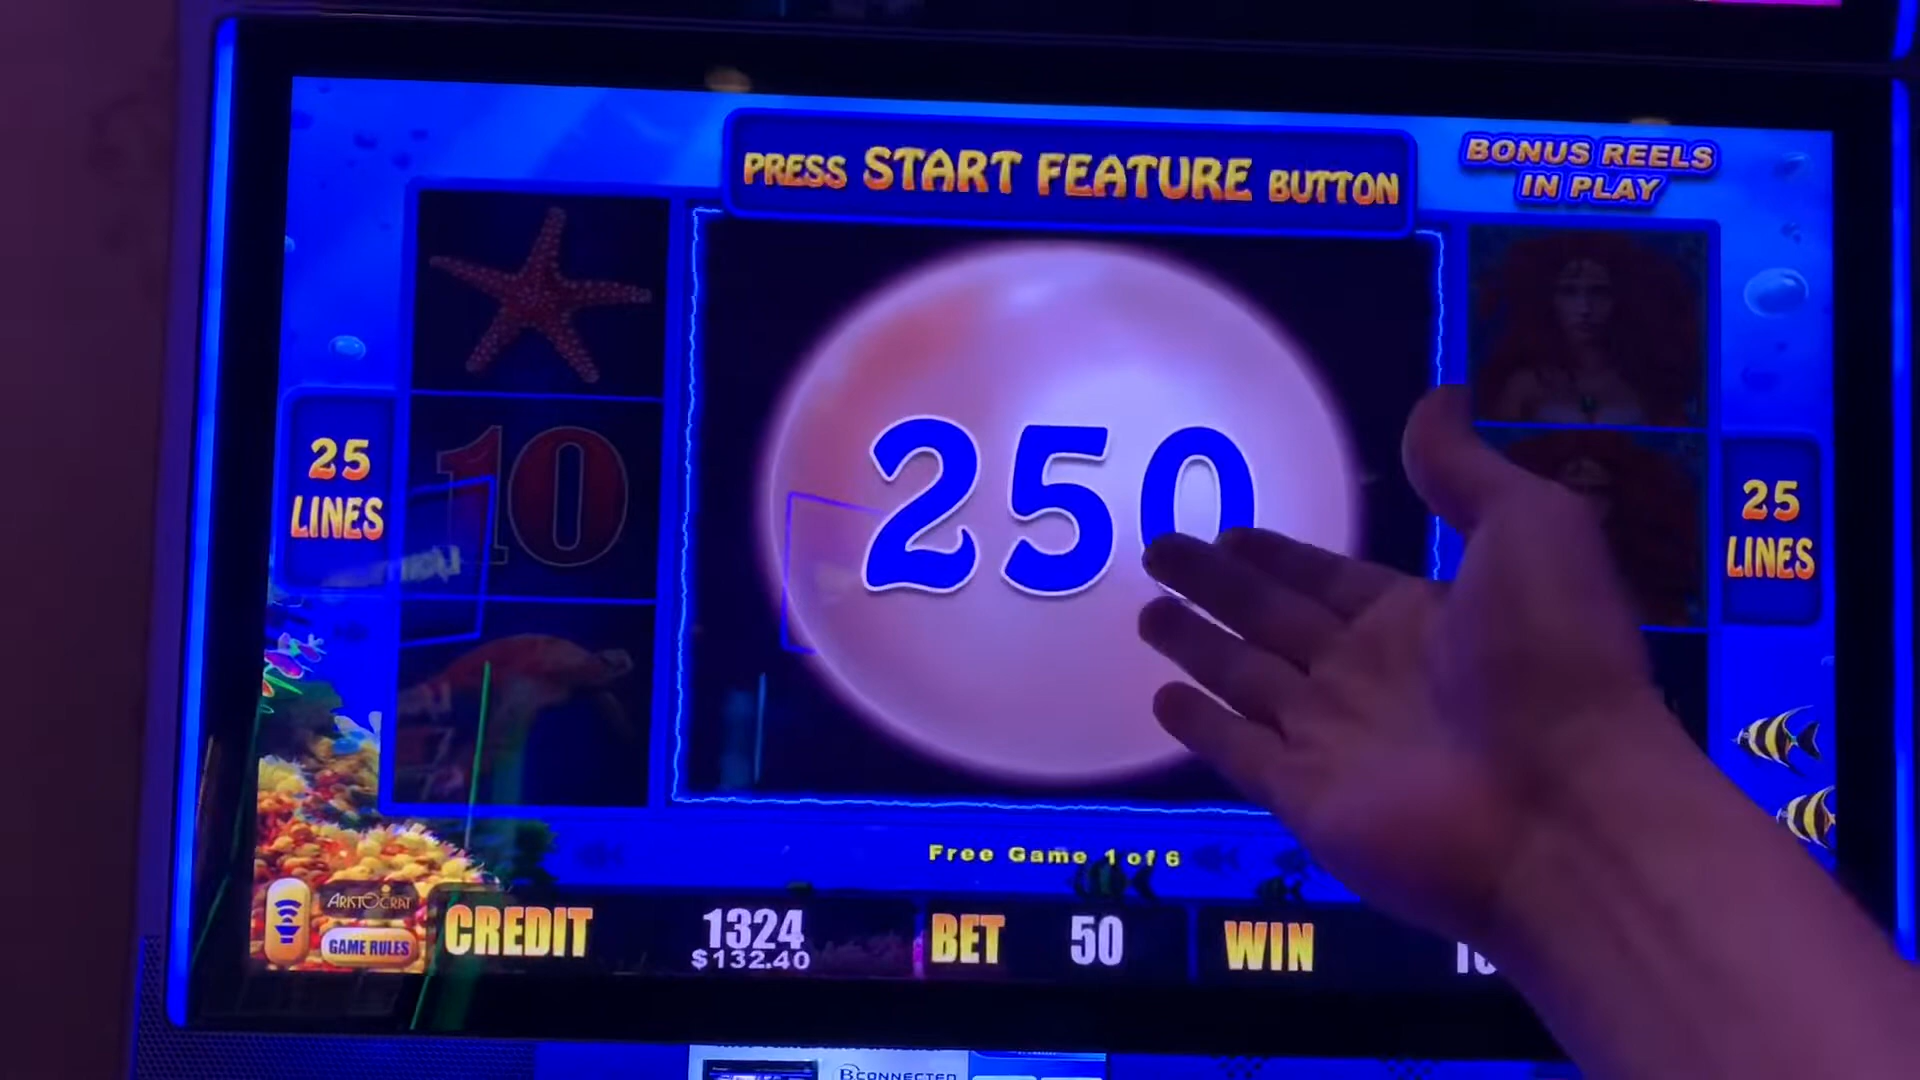 PRESS START FEATURE BUTTON
BONUS REELS
IN PLAY
25
LINES
10
250
25
LINES
Free Game 1 of 6
ARISTOCRAT
GAME RULES
CREDIT
1324
$132.40
BET
50
WIN
BCONNECTED